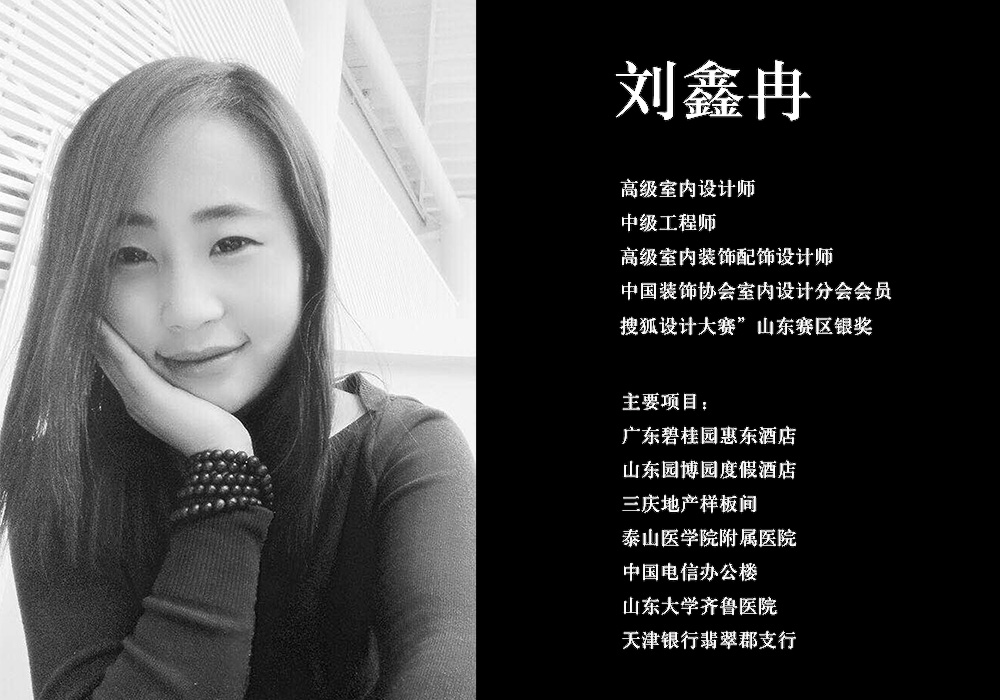 刘鑫冉
高级室内设计师
中级工程师
高级室内装饰配饰设计师
中国装饰协会室内设计分会会员
搜狐设计大赛”山东赛区银奖
主要项目：
广东碧桂园惠东酒店
山东园博园度假酒店
三庆地产样板间
泰山医学院附属医院
中国电信办公楼
山东大学齐鲁医院
天津银行翡翠郡支行